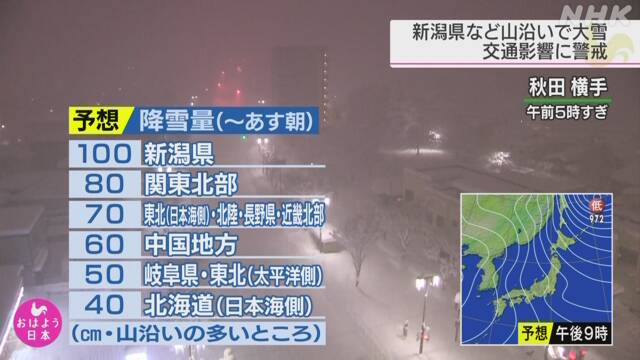 NHK
新潟県など山沿いで大雪
交通影響に警戒
秋田 横手
午前5時すぎ
予想 降雪量(～あす朝)
100 新潟県
80 関東北部
70 東北(日本海側)・北陸・長野県・近畿北部
60 中国地方
50 岐阜県・東北(太平洋側)
40 北海道(日本海側)
(cm・山沿いの多いところ)
おはよう
日本
低
972
予想 午後9時